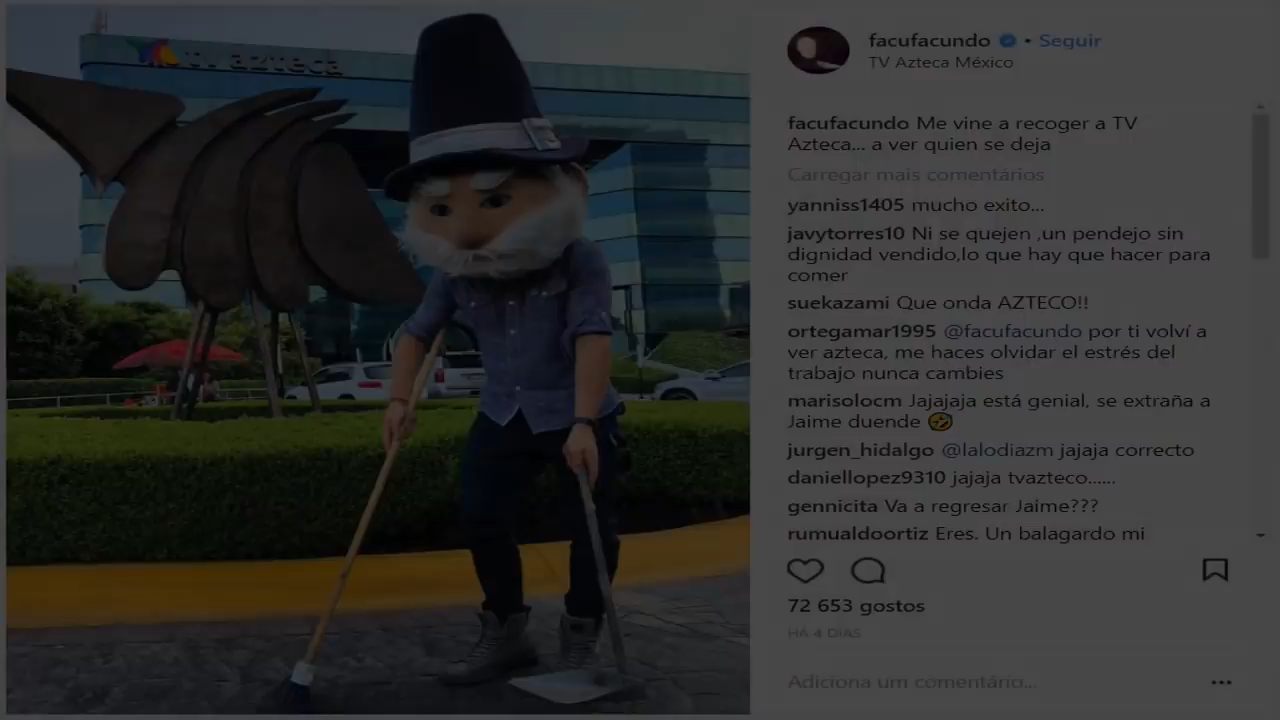 tv azteca
facufacundo • Seguir
TV Azteca México
facufacundo Me vine a recoger a TV
Azteca... a ver quien se deja
Carregar mais comentários
yanniss1405 mucho exito...
javytorres10 Ni se quejen ,un pendejo sin
dignidad vendido,lo que hay que hacer para
comer
suekazami Que onda AZTECO!!
ortegamar1995 @facufacundo por ti volví a
ver azteca, me haces olvidar el estrés del
trabajo nunca cambies
marisolocm Jajajaja está genial, se extraña a
Jaime duende 🤣
jurgen_hidalgo @lalodiazm jajaja correcto
daniellopez9310 jajaja tvazteco......
gennicita Va a regresar Jaime???
rumualdoortiz Eres. Un balagardo mi
72 653 gostos
HÁ 4 DIAS
Adiciona um comentário...